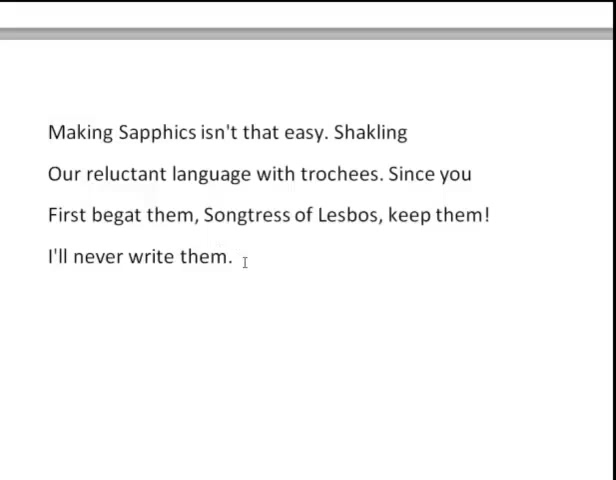 Making Sapphics isn't that easy. Shakling
Our reluctant language with trochees. Since you
First begat them, Songtress of Lesbos, keep them!
I'll never write them.